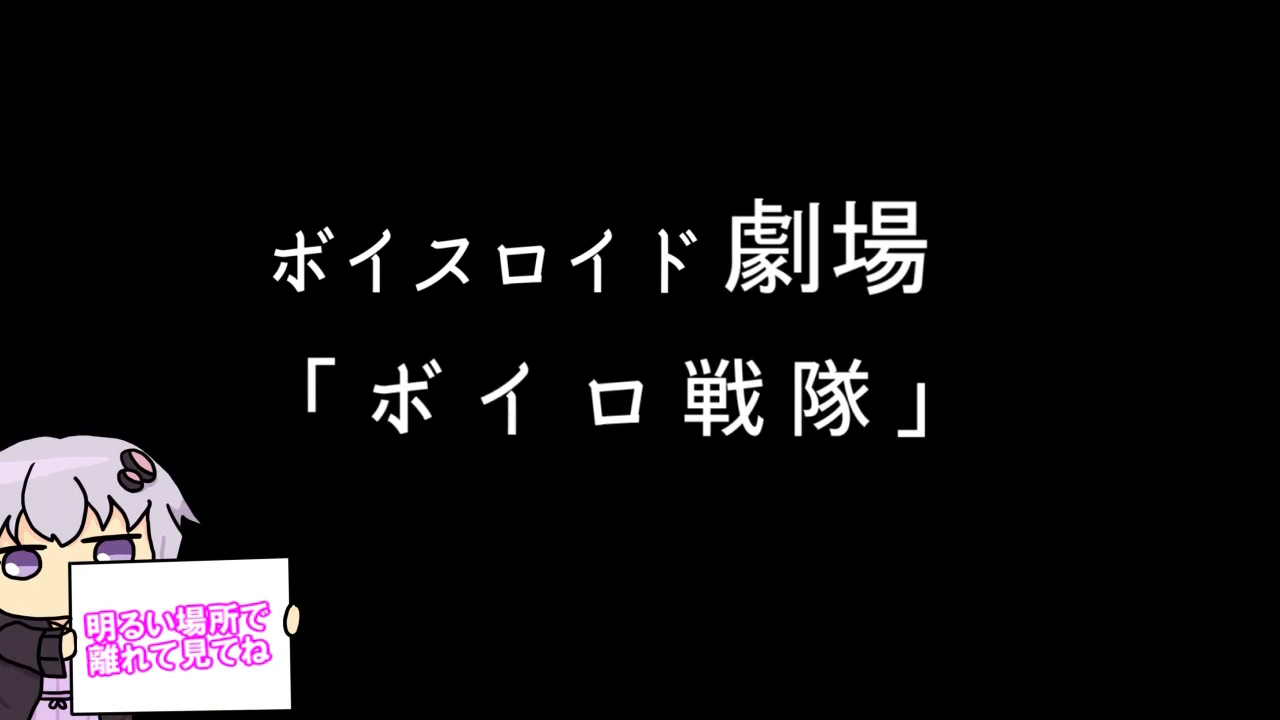 ボイスロイド劇場
「ボイロ戦隊」
明るい場所で
離れて見てね